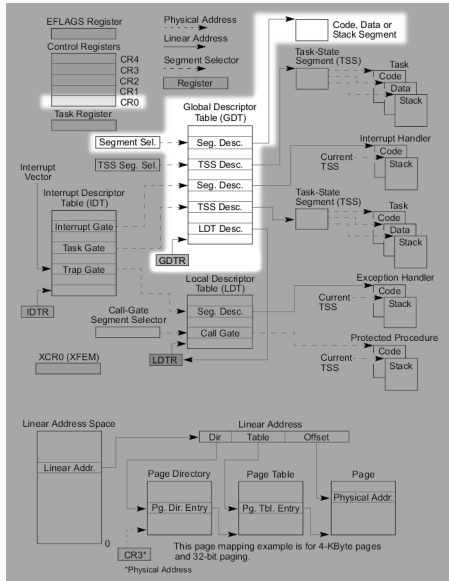 EFLAGS Register
Control Registers
CR4
CR3
CR2
CR1
CR0
Task Register
Physical Address
Linear Address
Segment Selector
Register
Code, Data or
Stack Segment
Task-State
Segment (TSS)
Task
Code
Data
Stack
Global Descriptor
Table (GDT)
Segment Sel.
Seg. Desc.
TSS Seg. Sel.
TSS Desc.
Seg. Desc.
TSS Desc.
LDT Desc.
GDTR
Interrupt Handler
Code
Current
TSS
Stack
Interrupt
Vector
Interrupt Descriptor
Table (IDT)
Interrupt Gate
Task Gate
Trap Gate
IDTR
Task-State
Segment (TSS)
Task
Code
Data
Stack
Local Descriptor
Table (LDT)
Seg. Desc.
Call Gate
LDTR
Call-Gate
Segment Selector
XCR0 (XFEM)
Exception Handler
Code
Current
TSS
Stack
Protected Procedure
Code
Current
TSS
Stack
Linear Address Space
Linear Addr.
0
Linear Address
Dir
Table
Offset
Page Directory
Pg. Dir. Entry
Page Table
Pg. Tbl. Entry
Page
Physical Addr.
CR3*
*Physical Address
This page mapping example is for 4-KByte pages
and 32-bit paging.